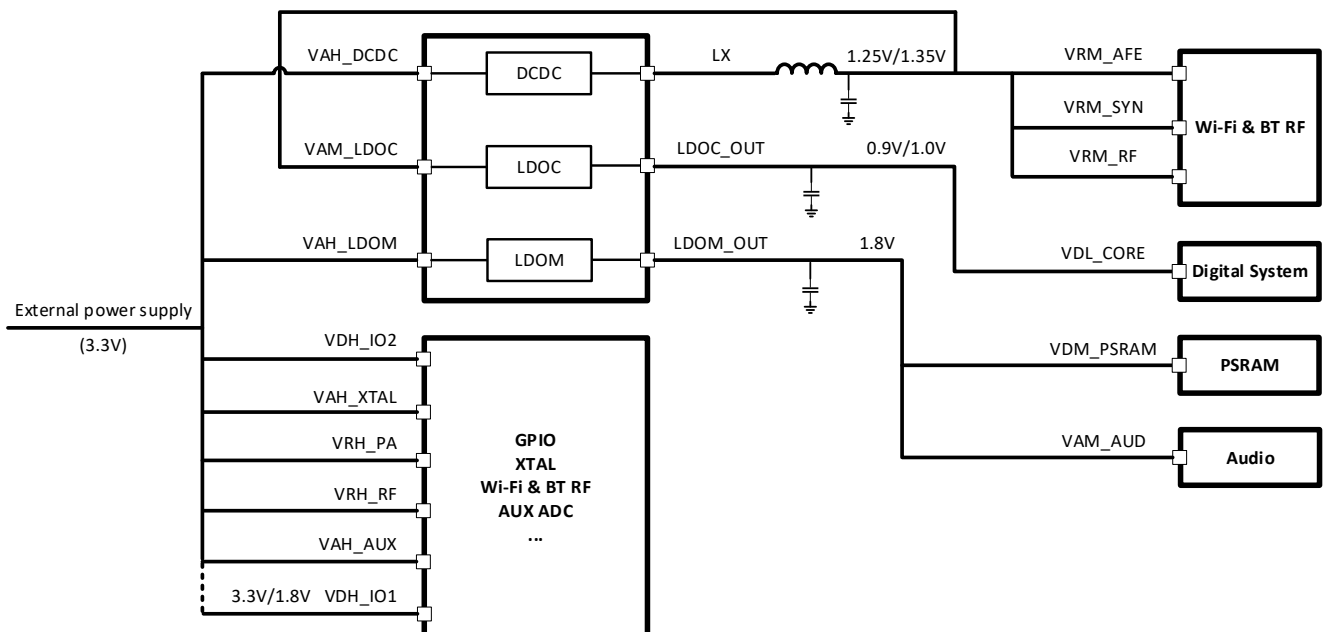 VAH_DCDC
DCDC
LX
1.25V/1.35V
VRM_AFE
VRM_SYN
Wi-Fi & BT RF
VRM_RF
VAM_LDOC
LDOC
LDOC_OUT
0.9V/1.0V
VAH_LDOM
LDOM
LDOM_OUT
1.8V
VDL_CORE
Digital System
External power supply
(3.3V)
VDH_IO2
VDM_PSRAM
PSRAM
VAH_XTAL
VRH_PA
VRH_RF
VAH_AUX
3.3V/1.8V VDH_IO1
GPIO
XTAL
Wi-Fi & BT RF
AUX ADC
...
VAM_AUD
Audio